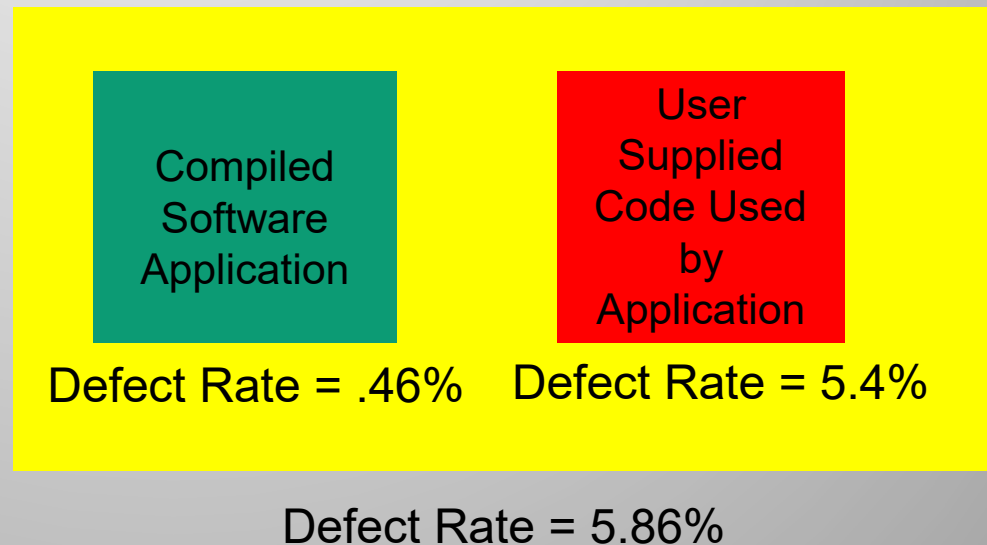 Compiled
Software
Application
User
Supplied
Code Used
by
Application
Defect Rate = .46%
Defect Rate = 5.4%
Defect Rate = 5.86%